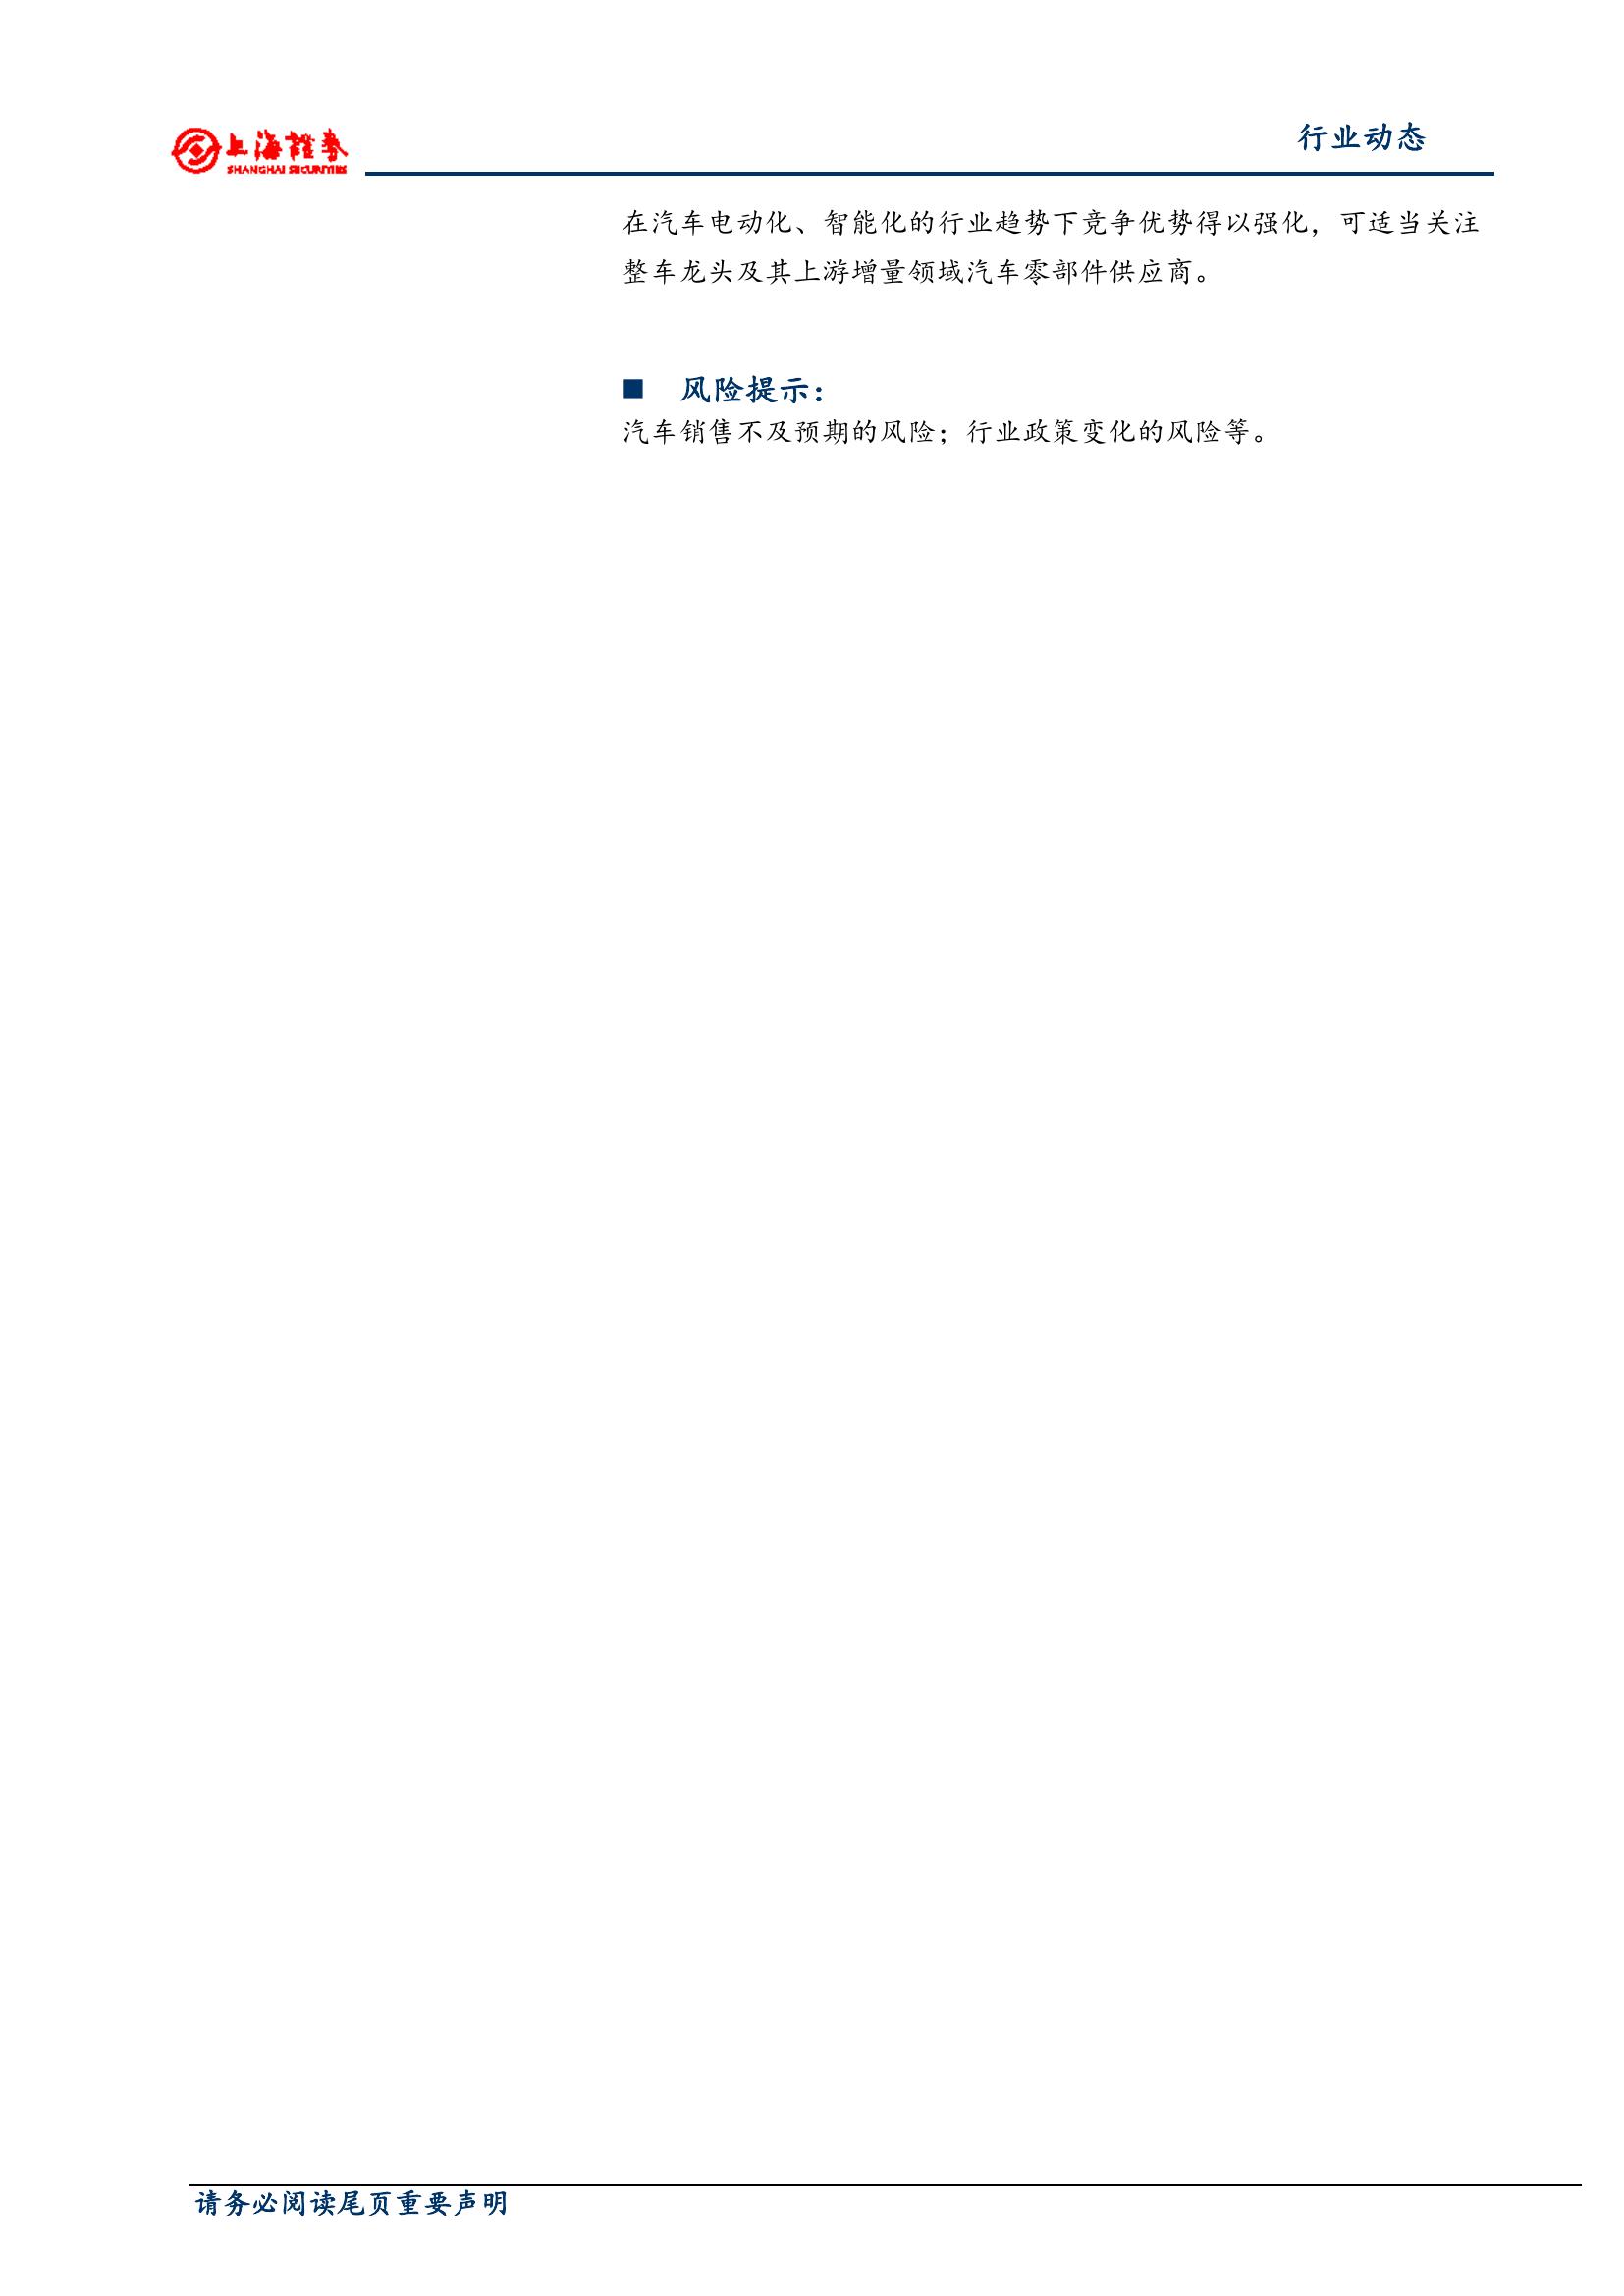 上海證券
SHANGHAI SECURITIES
行业动态
在汽车电动化、智能化的行业趋势下竞争优势得以强化，可适当关注
整车龙头及其上游增量领域汽车零部件供应商。
■ 风险提示：
汽车销售不及预期的风险；行业政策变化的风险等。
请务必阅读尾页重要声明